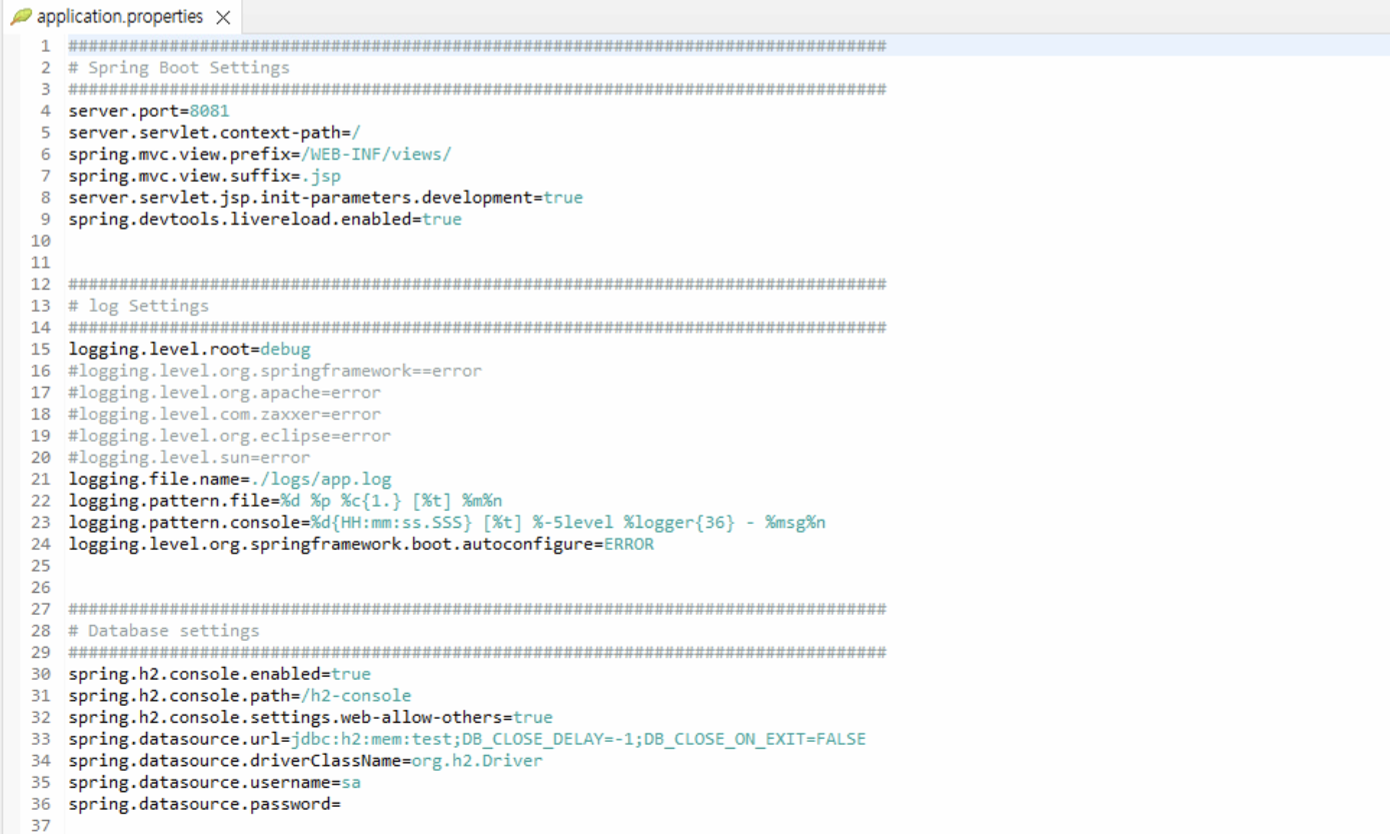 application.properties
1 #################################################################################
2 # Spring Boot Settings
3 #################################################################################
4 server.port=8081
5 server.servlet.context-path=/
6 spring.mvc.view.prefix=/WEB-INF/views/
7 spring.mvc.view.suffix=.jsp
8 server.servlet.jsp.init-parameters.development=true
9 spring.devtools.livereload.enabled=true
10
11
12 #################################################################################
13 # log Settings
14 #################################################################################
15 logging.level.root=debug
16 #logging.level.org.springframework==error
17 #logging.level.org.apache=error
18 #logging.level.com.zaxxer=error
19 #logging.level.org.eclipse=error
20 #logging.level.sun=error
21 logging.file.name=./logs/app.log
22 logging.pattern.file=%d %p %c{1.} [%t] %m%n
23 logging.pattern.console=%d{HH:mm:ss.SSS} [%t] %-5level %logger{36} - %msg%n
24 logging.level.org.springframework.boot.autoconfigure=ERROR
25
26
27 #################################################################################
28 # Database settings
29 #################################################################################
30 spring.h2.console.enabled=true
31 spring.h2.console.path=/h2-console
32 spring.h2.console.settings.web-allow-others=true
33 spring.datasource.url=jdbc:h2:mem:test;DB_CLOSE_DELAY=-1;DB_CLOSE_ON_EXIT=FALSE
34 spring.datasource.driverClassName=org.h2.Driver
35 spring.datasource.username=sa
36 spring.datasource.password=
37